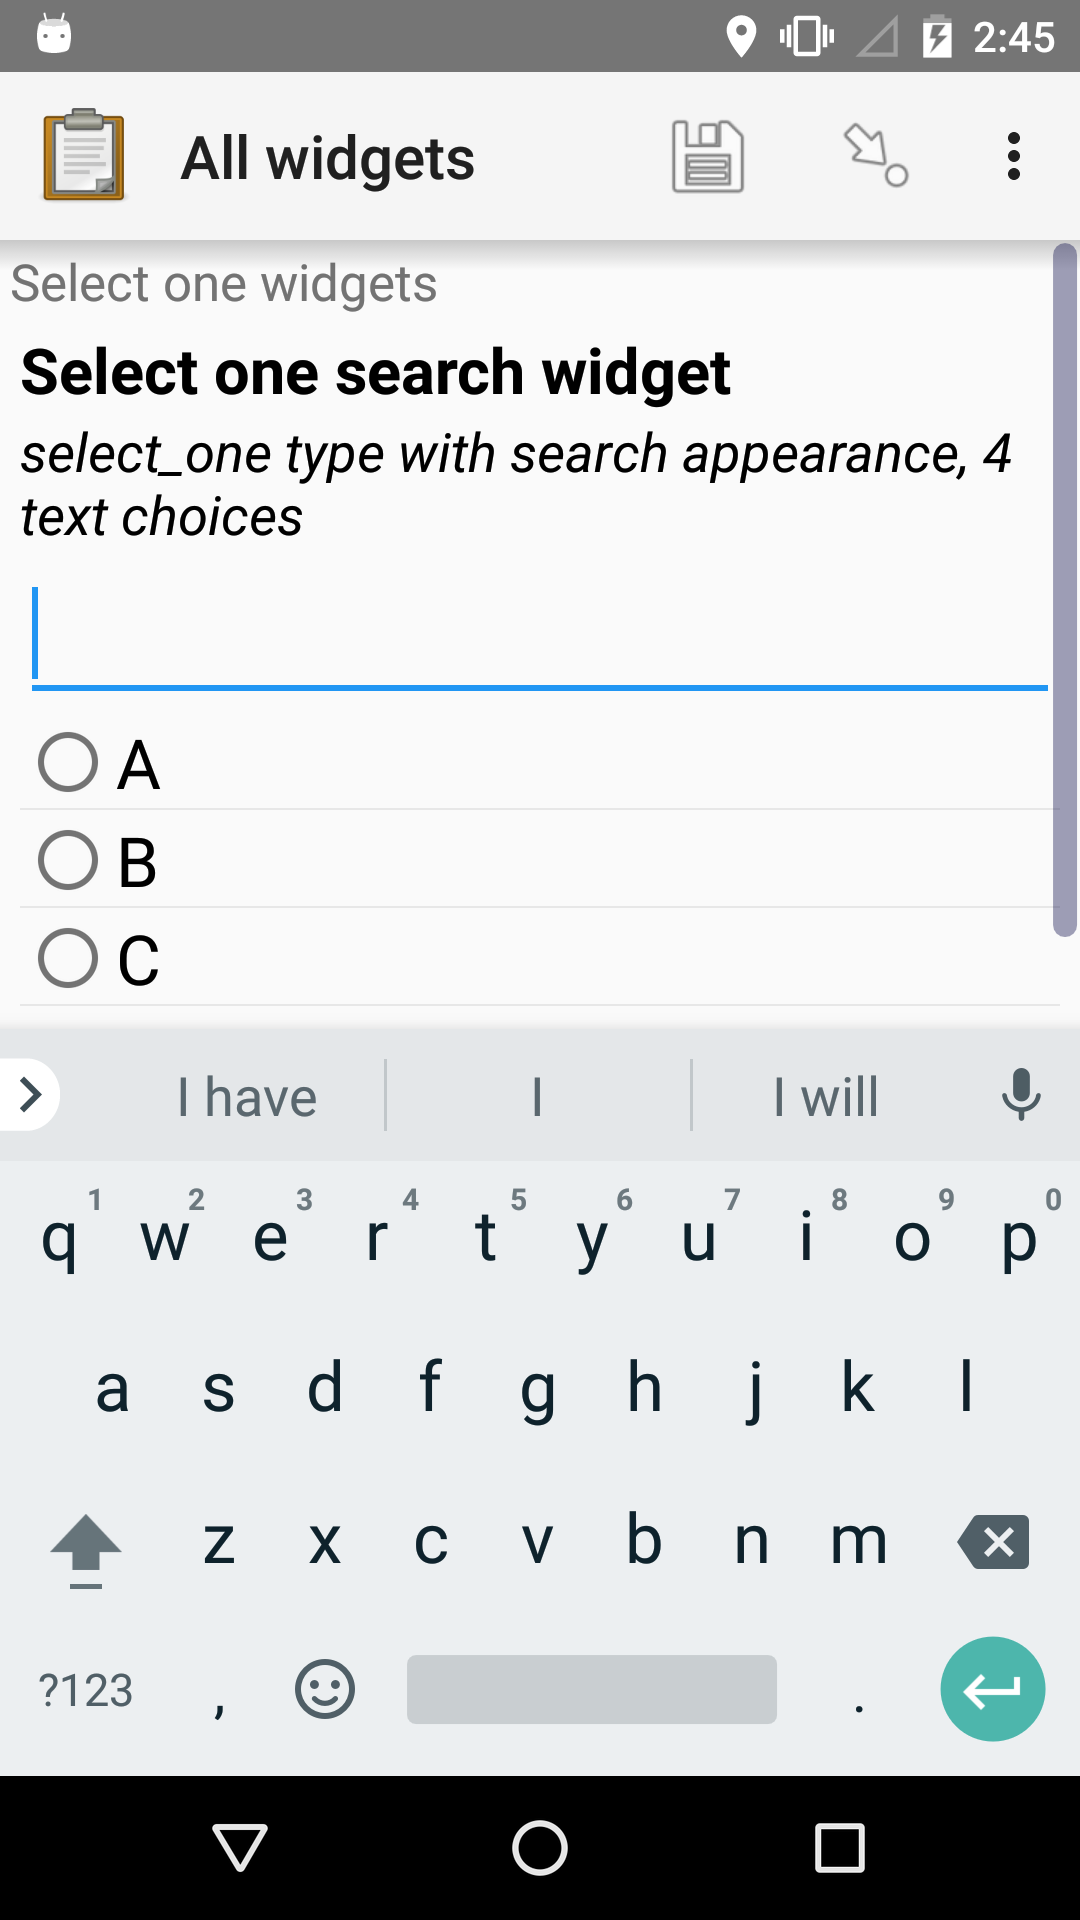 2:45
All widgets
Select one widgets
Select one search widget
select_one type with search appearance, 4
text choices
A
B
C
I have I I will
1 2 3 4 5 6 7 8 9 0
q w e r t y u i o p
a s d f g h j k l
z x c v b n m
?123 , .